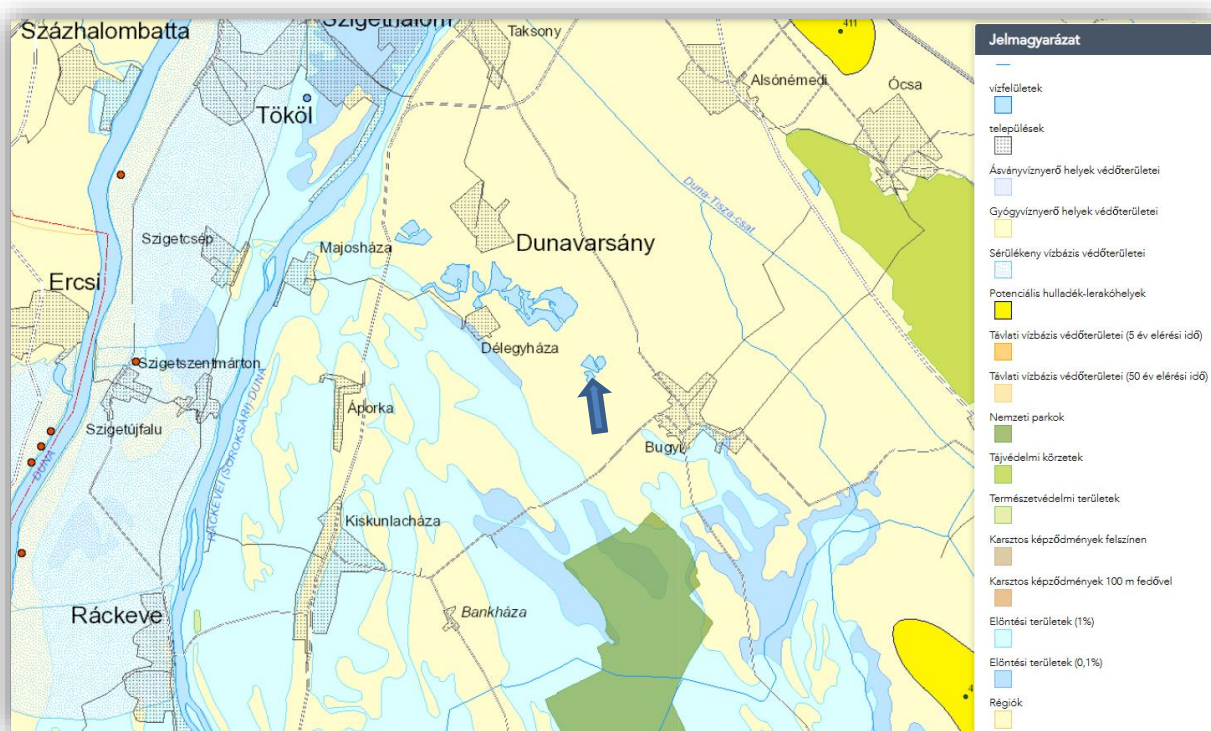 Százhalombatta
Szigethalom
Taksony
411
Alsónémedi
Ócsa
Tököl
Duna-Tisza-csat.
Szigetcsép
Majosháza
Dunavarsány
Ercsi
Délegyháza
Szigetszentmárton
Áporka
Szigetújfalu
Bugyi
DUNA
RÁCKEVEI (SOROKSÁRI)-DUNA
Kiskunlacháza
Ráckeve
Bankháza
4
Jelmagyarázat
vízfelületek
települések
Ásványvíznyerő helyek védőterületei
Gyógyvíznyerő helyek védőterületei
Sérülékeny vízbázis védőterületei
Potenciális hulladék-lerakóhelyek
Távlati vízbázis védőterületei (5 év elérési idő)
Távlati vízbázis védőterületei (50 év elérési idő)
Nemzeti parkok
Tájvédelmi körzetek
Természetvédelmi területek
Karsztos képződmények felszínen
Karsztos képződmények 100 m fedővel
Elöntési területek (1%)
Elöntési területek (0,1%)
Régiók